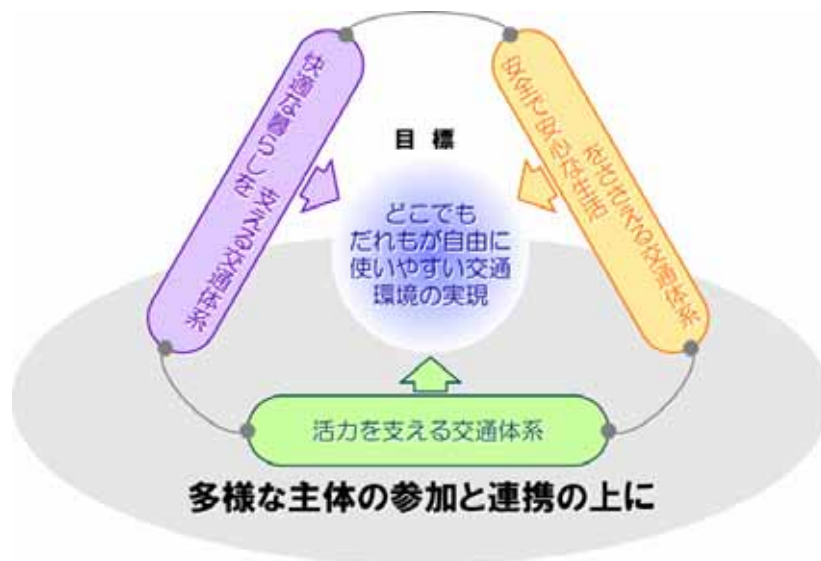 快適な暮らしを
支える交通体系
安全で安心な生活
をささえる交通体系
目標
どこでも
だれもが自由に
使いやすい交通
環境の実現
活力を支える交通体系
多様な主体の参加と連携の上に